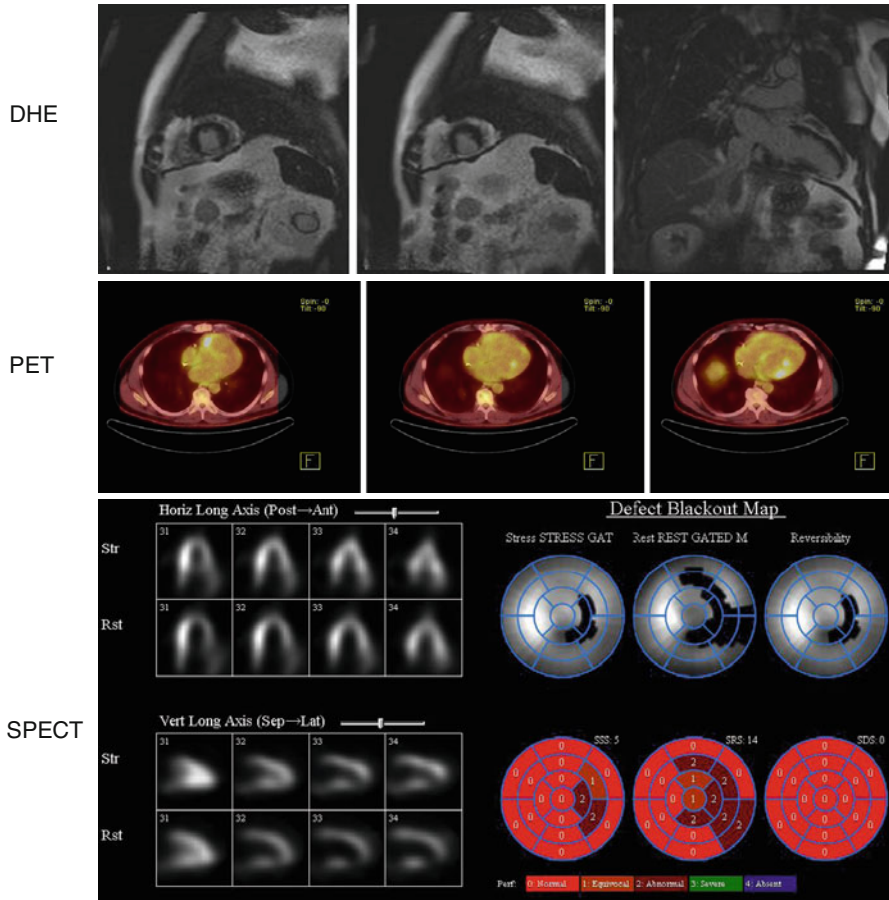 DHE
PET
Spin: -0
Tilt: -90
F
Spin: -0
Tilt: -90
F
Spin: -0
Tilt: -90
F
SPECT
Horiz Long Axis (Post→Ant)
Str
31 32 33 34
Rst
31 32 33 34
Vert Long Axis (Sep→Lat)
Str
31 32 33 34
Rst
31 32 33 34
Defect Blackout Map
Stress STRESS GAT Rest REST GATED M Reversibility
SSS: 5 SRS: 14 SDS: 0
Perf: 0: Normal 1: Equivocal 2: Abnormal 3: Severe 4: Absent